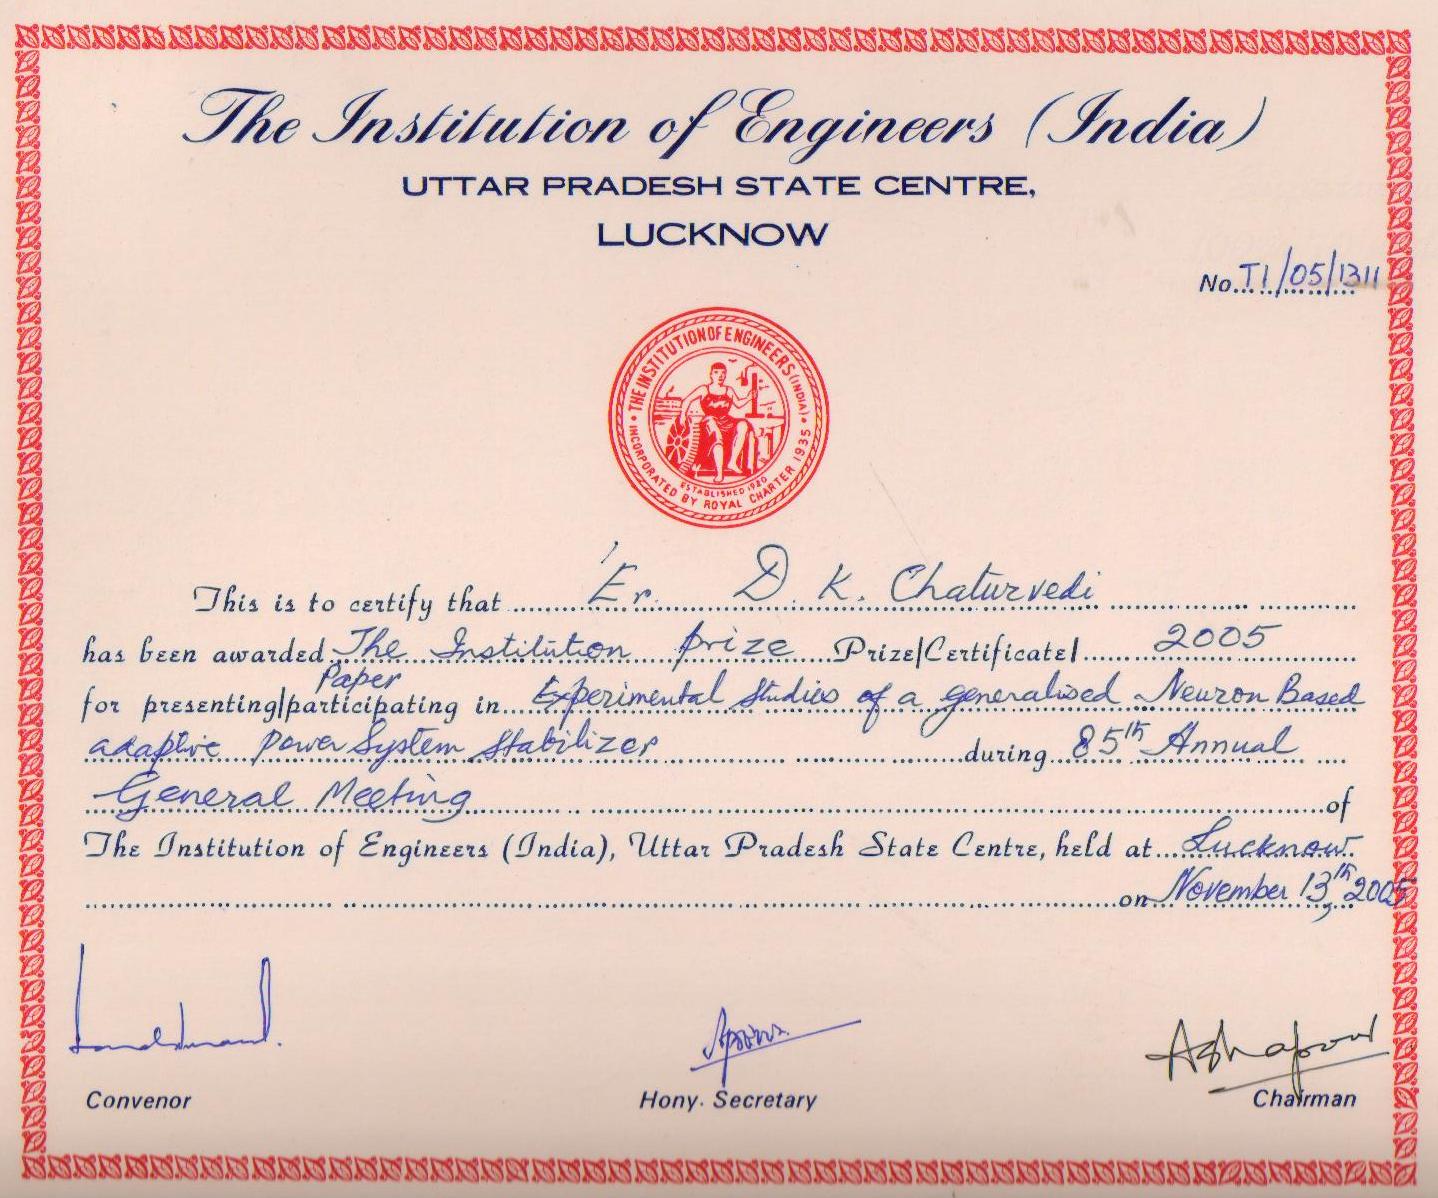 The Institution of Engineers (India)
UTTAR PRADESH STATE CENTRE,
LUCKNOW
No. T1/05/1311
THE INSTITUTION OF ENGINEERS (INDIA)
ESTABLISHED 1920
INCORPORATED BY ROYAL CHARTER 1935
This is to certify that Er. D. K. Chaturvedi
has been awarded The Institution prize Prize/Certificate/ 2005
Paper
for presenting/participating in Experimental Studies of a generalised Neuron Based
adaptive Power System Stabilizer during 85th Annual
General Meeting of
The Institution of Engineers (India), Uttar Pradesh State Centre, held at Lucknow
on November 13th, 2005
Convenor Hony. Secretary Chairman